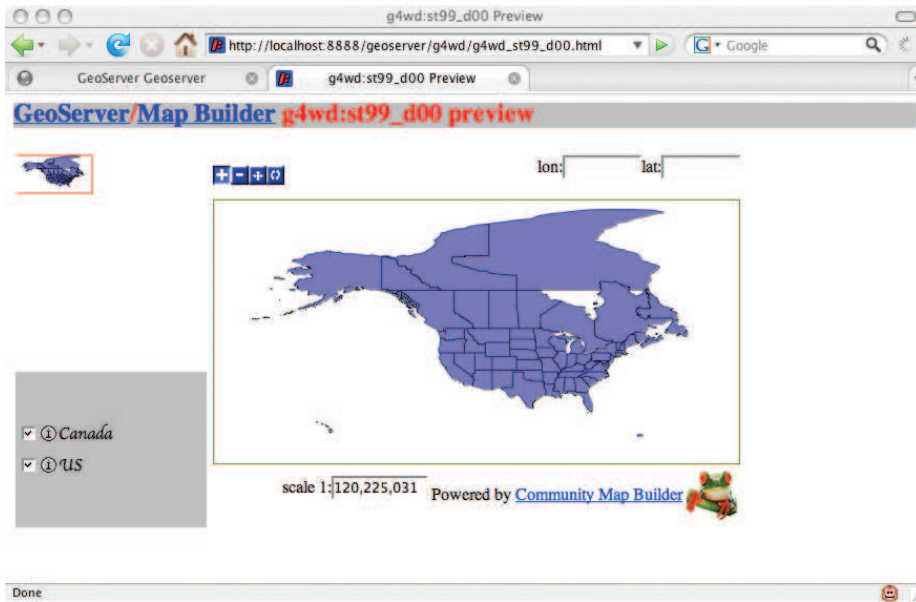 g4wd:st99_d00 Preview
http://localhost:8888/geoserver/g4wd/g4wd_st99_d00.html
G Google
GeoServer Geoserver
g4wd:st99_d00 Preview
GeoServer/Map Builder g4wd:st99_d00 preview
lon: lat:
Canada
US
scale 1: 120,225,031
Powered by Community Map Builder
Done